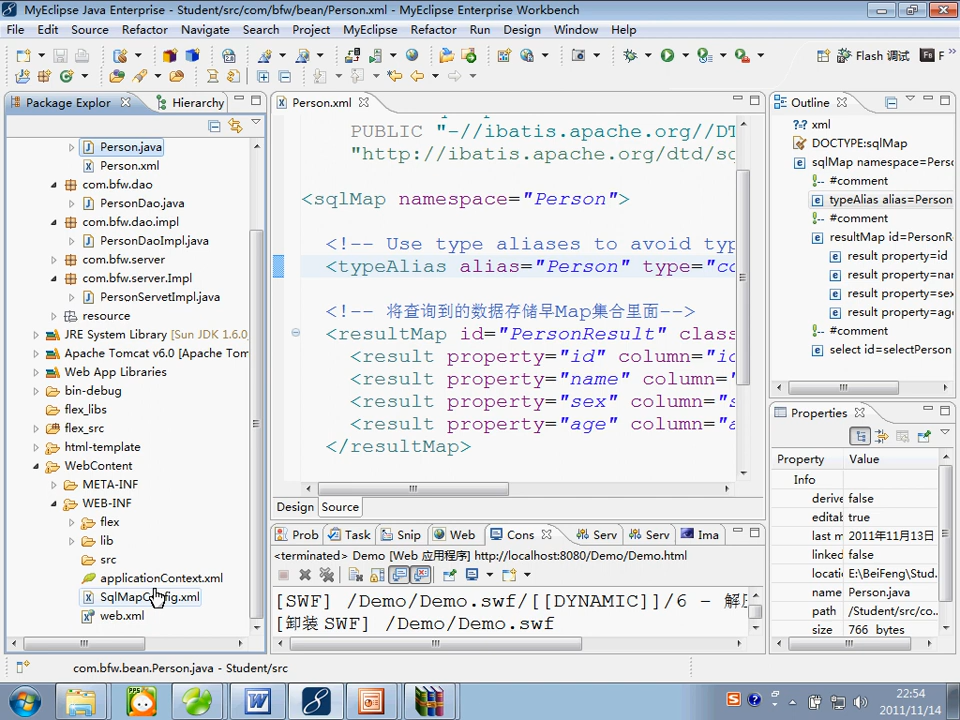 MyEclipse Java Enterprise - Student/src/com/bfw/bean/Person.xml - MyEclipse Enterprise Workbench
File Edit Source Refactor Navigate Search Project MyEclipse Refactor Run Design Window Help
Flash 调试
Package Explor
Hierarchy
Person.java
Person.xml
com.bfw.dao
PersonDao.java
com.bfw.dao.impl
PersonDaoImpl.java
com.bfw.server
com.bfw.server.Impl
PersonServetImpl.java
resource
JRE System Library [Sun JDK 1.6.0
Apache Tomcat v6.0 [Apache Tom
Web App Libraries
bin-debug
flex_libs
flex_src
html-template
WebContent
META-INF
WEB-INF
flex
lib
src
applicationContext.xml
SqlMapConfig.xml
web.xml
Person.xml
PUBLIC "-//ibatis.apache.org//DT
"http://ibatis.apache.org/dtd/sq
<sqlMap namespace="Person">
<!-- Use type aliases to avoid typ
<typeAlias alias="Person" type="co
<!-- 将查询到的数据存储早Map集合里面-->
<resultMap id="PersonResult" class
<result property="id" column="id
<result property="name" column="
<result property="sex" column="s
<result property="age" column="a
</resultMap>
Design Source
Prob Task Snip Web Cons Serv Serv Ima
<terminated> Demo [Web 应用程序] http://localhost:8080/Demo/Demo.html
[SWF] /Demo/Demo.swf/[[DYNAMIC]]/6 - 解压
[卸装 SWF] /Demo/Demo.swf
Outline
xml
DOCTYPE:sqlMap
sqlMap namespace=Perso
#comment
typeAlias alias=Person
#comment
resultMap id=PersonR
result property=id
result property=nar
result property=sex
result property=age
#comment
select id=selectPerson
Properties
Property Value
Info
derive false
editab true
last m 2011年11月13日
linked false
locatio E:\BeiFeng\Stud...
name Person.java
path /Student/src/co...
size 766 bytes
com.bfw.bean.Person.java - Student/src
22:54
2011/11/14